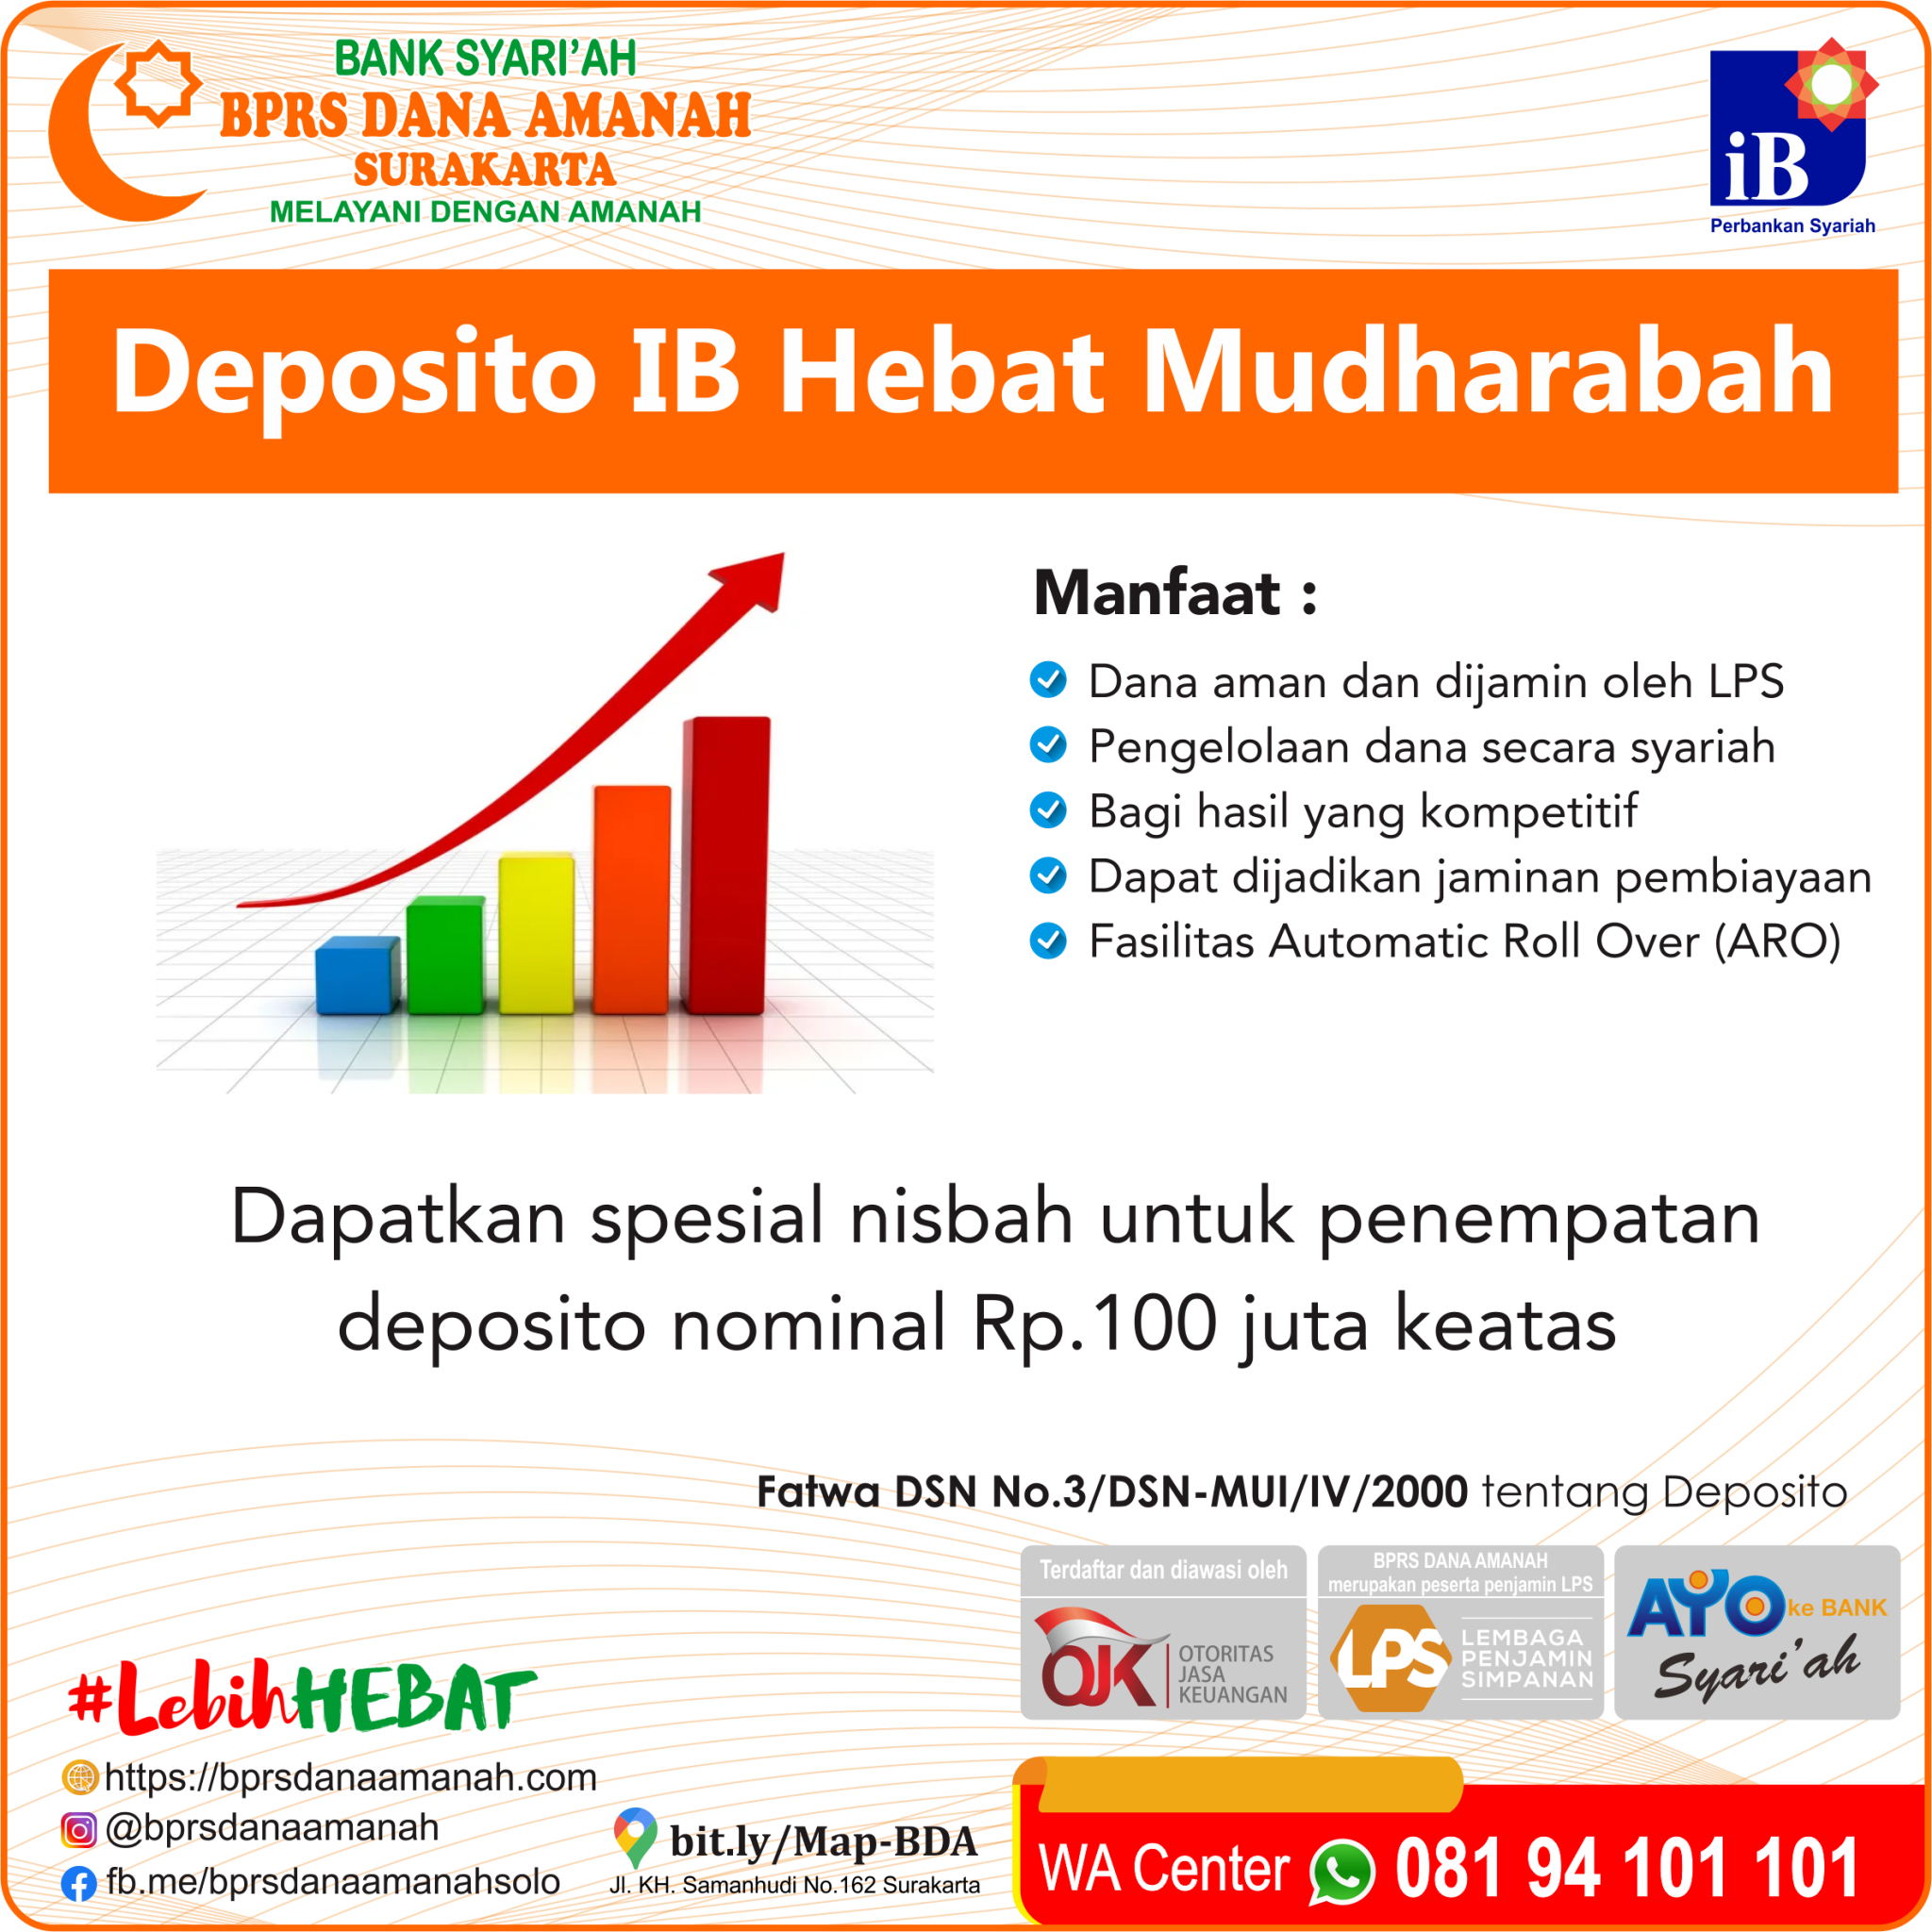 BANK SYARI'AH
BPRS DANA AMANAH
SURAKARTA
MELAYANI DENGAN AMANAH
iB
Perbankan Syariah
Deposito IB Hebat Mudharabah
Manfaat :
Dana aman dan dijamin oleh LPS
Pengelolaan dana secara syariah
Bagi hasil yang kompetitif
Dapat dijadikan jaminan pembiayaan
Fasilitas Automatic Roll Over (ARO)
Dapatkan spesial nisbah untuk penempatan
deposito nominal Rp.100 juta keatas
Fatwa DSN No.3/DSN-MUI/IV/2000 tentang Deposito
Terdaftar dan diawasi oleh
OJK
OTORITAS
JASA
KEUANGAN
BPRS DANA AMANAH
merupakan peserta penjamin LPS
LPS
LEMBAGA
PENJAMIN
SIMPANAN
AYO ke BANK
Syari'ah
#LebihHEBAT
https://bprsdanaamanah.com
@bprsdanaamanah
fb.me/bprsdanaamanahsolo
bit.ly/Map-BDA
Jl. KH. Samanhudi No.162 Surakarta
WA Center 081 94 101 101